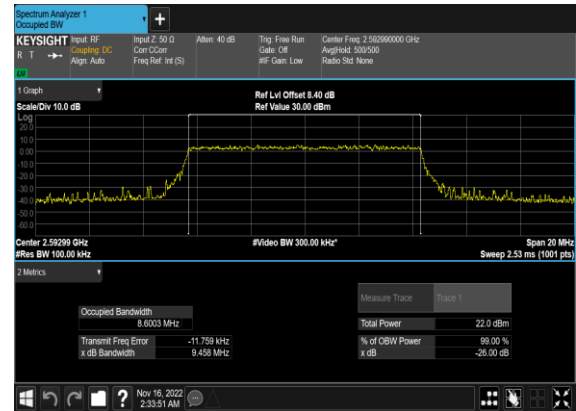 Spectrum Analyzer 1
Occupied BW
KEYSIGHT Input: RF Input Z: 50 Ω Atten: 40 dB Trig: Free Run Center Freq: 2.592990000 GHz
R T Coupling: DC Corr CCorr Gate: Off Avg|Hold: 500/500
Align: Auto Freq Ref: Int (S) #IF Gain: Low Radio Std: None
1 Graph
Scale/Div 10.0 dB
Ref Lvl Offset 8.40 dB
Ref Value 30.00 dBm
Log
20.0
10.0
0.00
-10.0
-20.0
-30.0
-40.0
-50.0
-60.0
Center 2.59299 GHz #Video BW 300.00 kHz* Span 20 MHz
#Res BW 100.00 kHz Sweep 2.53 ms (1001 pts)
2 Metrics
Measure Trace Trace 1
Occupied Bandwidth
8.6003 MHz
Total Power 22.0 dBm
Transmit Freq Error -11.759 kHz % of OBW Power 99.00 %
x dB Bandwidth 9.458 MHz x dB -26.00 dB
Nov 16, 2022
2:33:51 AM